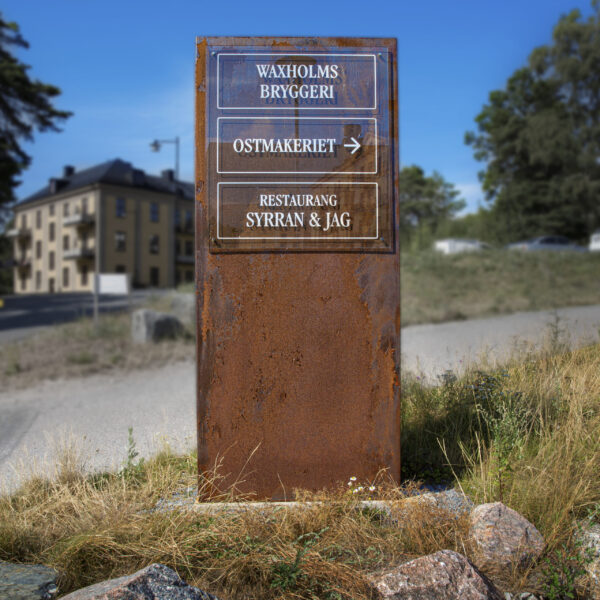 WAXHOLMS
BRYGGERI
OSTMAKERIET →
RESTAURANG
SYRRAN & JAG